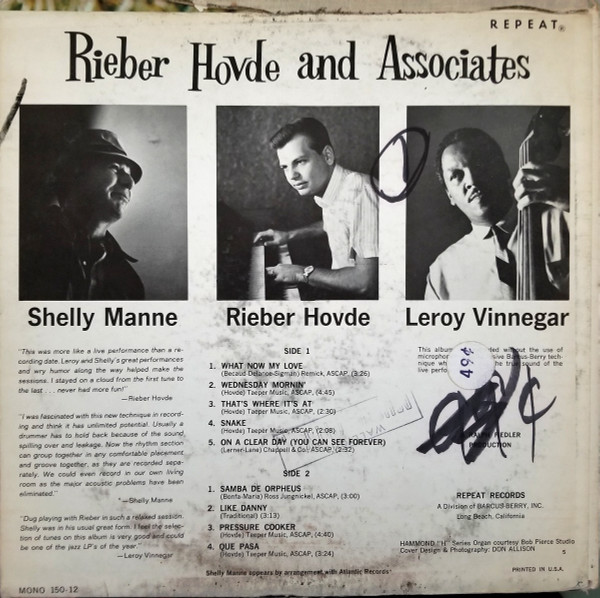 REPEAT®
Rieber Hovde and Associates
Shelly Manne
Rieber Hovde
Leroy Vinnegar
"This was more like a live performance than a re-
cording date. Leroy and Shelly's great performances
and wry humor along the way helped make the
sessions. I stayed on a cloud from the first tune to
the last . . . never had more fun!"
—Rieber Hovde
"I was fascinated with this new technique in record-
ing and think it has unlimited potential. Usually a
drummer has to hold back because of the sound
spilling over and leakage. Now the rhythm section
can group together in any comfortable placement
and groove together, as they are recorded sepa-
rately. We could even record in our own living
room as the major acoustic problems have been
eliminated."
—Shelly Manne
"Dug playing with Rieber in such a relaxed session.
Shelly was in his usual great form. I feel the selec-
tion of tunes on this album is very good and could
be one of the jazz LP's of the year."
—Leroy Vinnegar
SIDE 1
1. WHAT NOW MY LOVE
(Becaud-Delanoe-Sigman) Remick, ASCAP, (3:26)
2. WEDNESDAY MORNIN'
(Hovde) Taeper Music, ASCAP, (4:45)
3. THAT'S WHERE IT'S AT
(Hovde) Taeper Music, ASCAP, (2:30)
4. SNAKE
(Hovde) Taeper Music, ASCAP, (2:08)
5. ON A CLEAR DAY (YOU CAN SEE FOREVER)
(Lerner-Lane) Chappell & Co., ASCAP, (2:32)
SIDE 2
1. SAMBA DE ORPHEUS
(Bonfa-Maria) Ross Jungnickel, ASCAP, (3:00)
2. LIKE DANNY
(Traditional) (3:13)
3. PRESSURE COOKER
(Hovde) Taeper Music, ASCAP, (4:40)
4. QUE PASA
(Hovde) Taeper Music, ASCAP, (3:24)
Shelly Manne appears by arrangement with Atlantic Records
This album without the use of
microphon Barcus-Berry tech-
nique wh the true sound of the
live perfo
49¢
¢
FIEDLER
REPEAT RECORDS
A Division of BARCUS-BERRY, INC.
Long Beach, California
HAMMOND "H" Series Organ courtesy Bob Pierce Studio
Cover Design & Photography: DON ALLISON
5
PRINTED IN U.S.A.
MONO 150-12